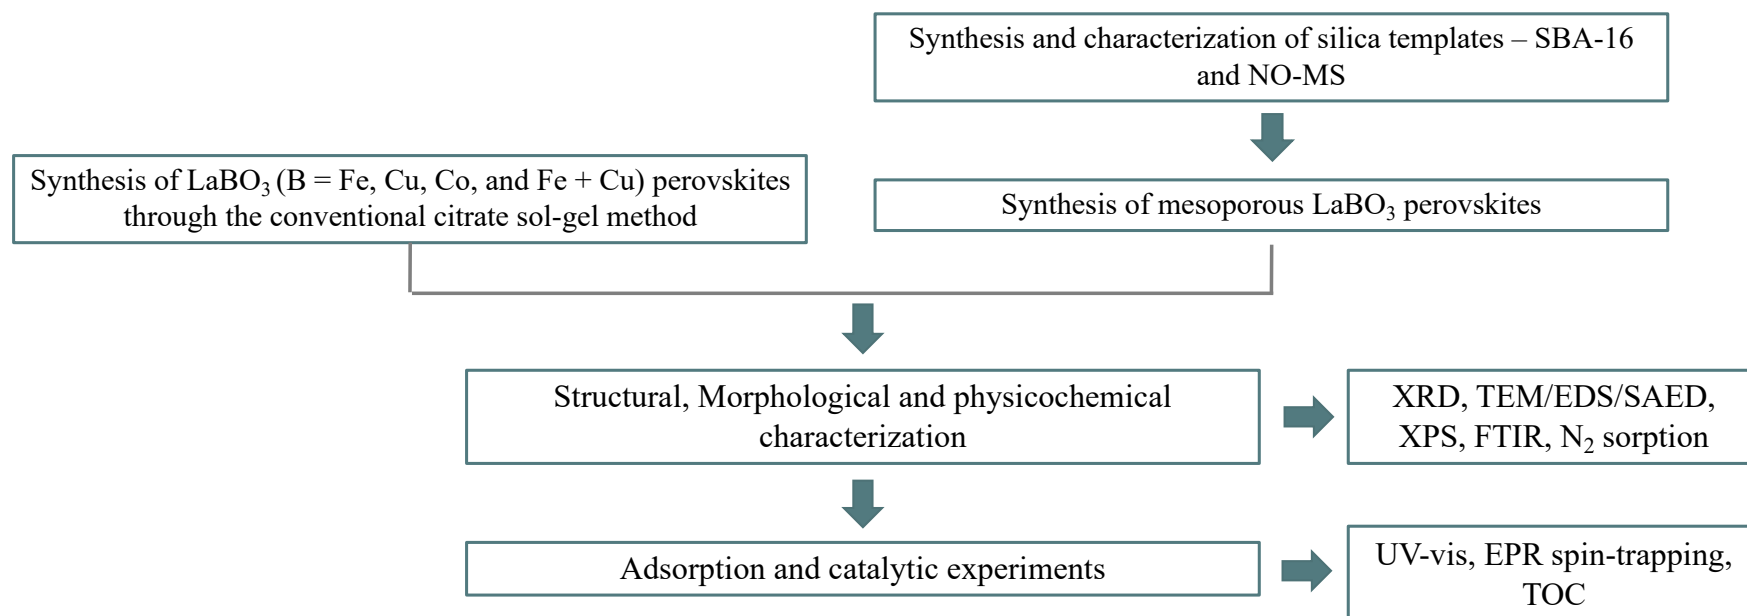 Synthesis and characterization of silica templates – SBA-16
and NO-MS
Synthesis of LaBO₃ (B = Fe, Cu, Co, and Fe + Cu) perovskites
through the conventional citrate sol-gel method
Synthesis of mesoporous LaBO₃ perovskites
Structural, Morphological and physicochemical
characterization
XRD, TEM/EDS/SAED,
XPS, FTIR, N₂ sorption
Adsorption and catalytic experiments
UV-vis, EPR spin-trapping,
TOC